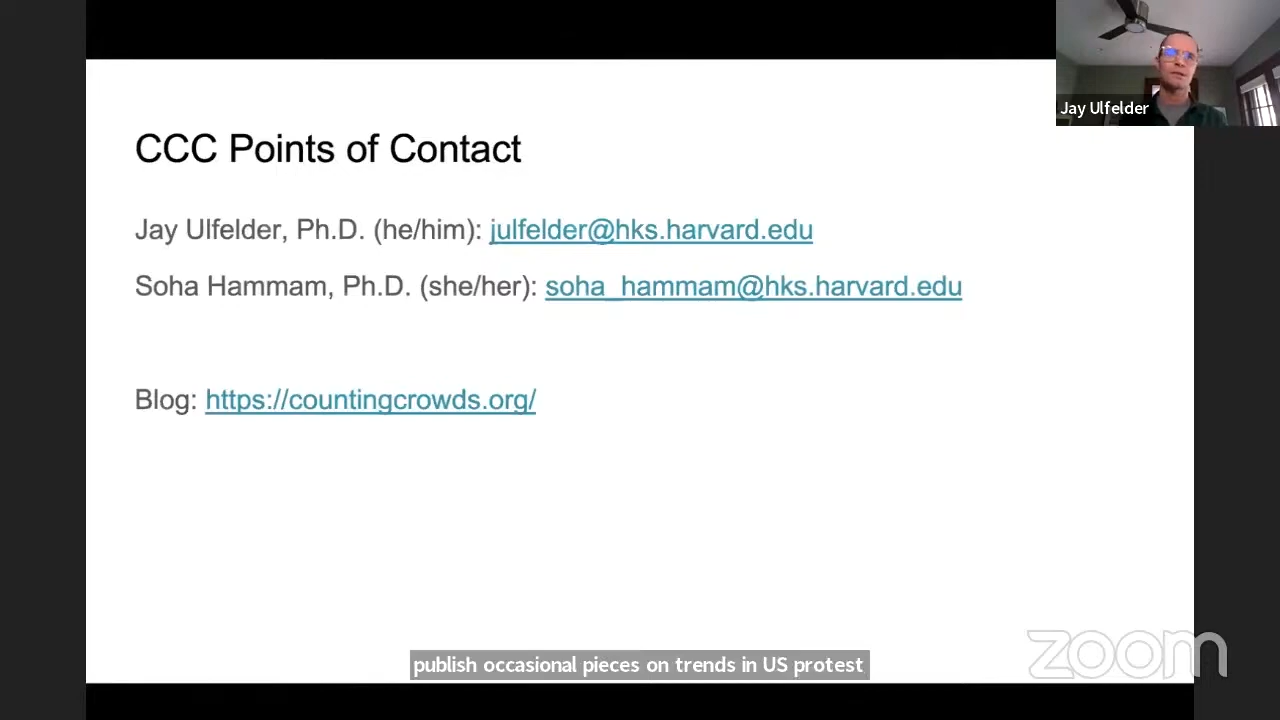 Jay Ulfelder
CCC Points of Contact
Jay Ulfelder, Ph.D. (he/him): julfelder@hks.harvard.edu
Soha Hammam, Ph.D. (she/her): soha_hammam@hks.harvard.edu
Blog: https://countingcrowds.org/
publish occasional pieces on trends in US protest
zoom